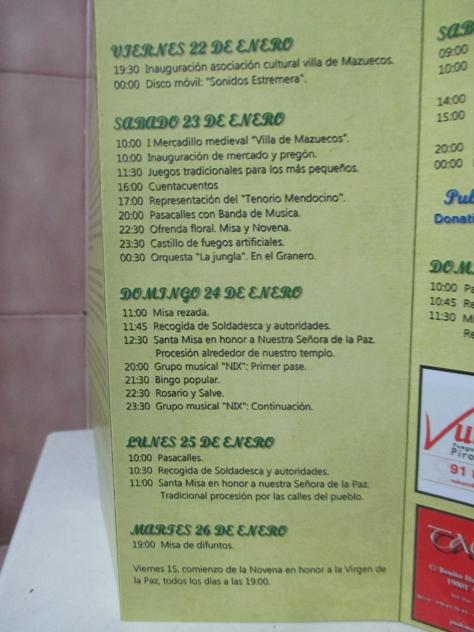 VIERNES 22 DE ENERO
19:30 Inauguración asociación cultural villa de Mazuecos.
00:00 Disco móvil: "Sonidos Estremera".
SABADO 23 DE ENERO
10:00 I Mercadillo medieval "Villa de Mazuecos".
10:00 Inauguración de mercado y pregón.
11:30 Juegos tradicionales para los más pequeños.
16:00 Cuentacuentos
17:00 Representación del "Tenorio Mendocino".
20:00 Pasacalles con Banda de Musica.
22:30 Ofrenda floral. Misa y Novena.
23:30 Castillo de fuegos artificiales.
00:30 Orquesta "La jungla". En el Granero.
DOMINGO 24 DE ENERO
11:00 Misa rezada.
11:45 Recogida de Soldadesca y autoridades.
12:30 Santa Misa en honor a Nuestra Señora de la Paz.
Procesión alrededor de nuestro templo.
20:00 Grupo musical "NIX": Primer pase.
21:30 Bingo popular.
22:30 Rosario y Salve.
23:30 Grupo musical "NIX": Continuación.
LUNES 25 DE ENERO
10:00 Pasacalles.
10:30 Recogida de Soldadesca y autoridades.
11:00 Santa Misa en honor a nuestra Señora de la Paz.
Tradicional procesión por las calles del pueblo.
MARTES 26 DE ENERO
19:00 Misa de difuntos.
Viernes 15, comienzo de la Novena en honor a la Virgen de
la Paz, todos los días a las 19:00.
SAB
09:00
10:00
14:00
15:00
20:00
00:00
Pub
Donati
DOM
10:00 Pa
10:45 Re
11:30 Mi
Re
Vu
Piro
91 8
TAC